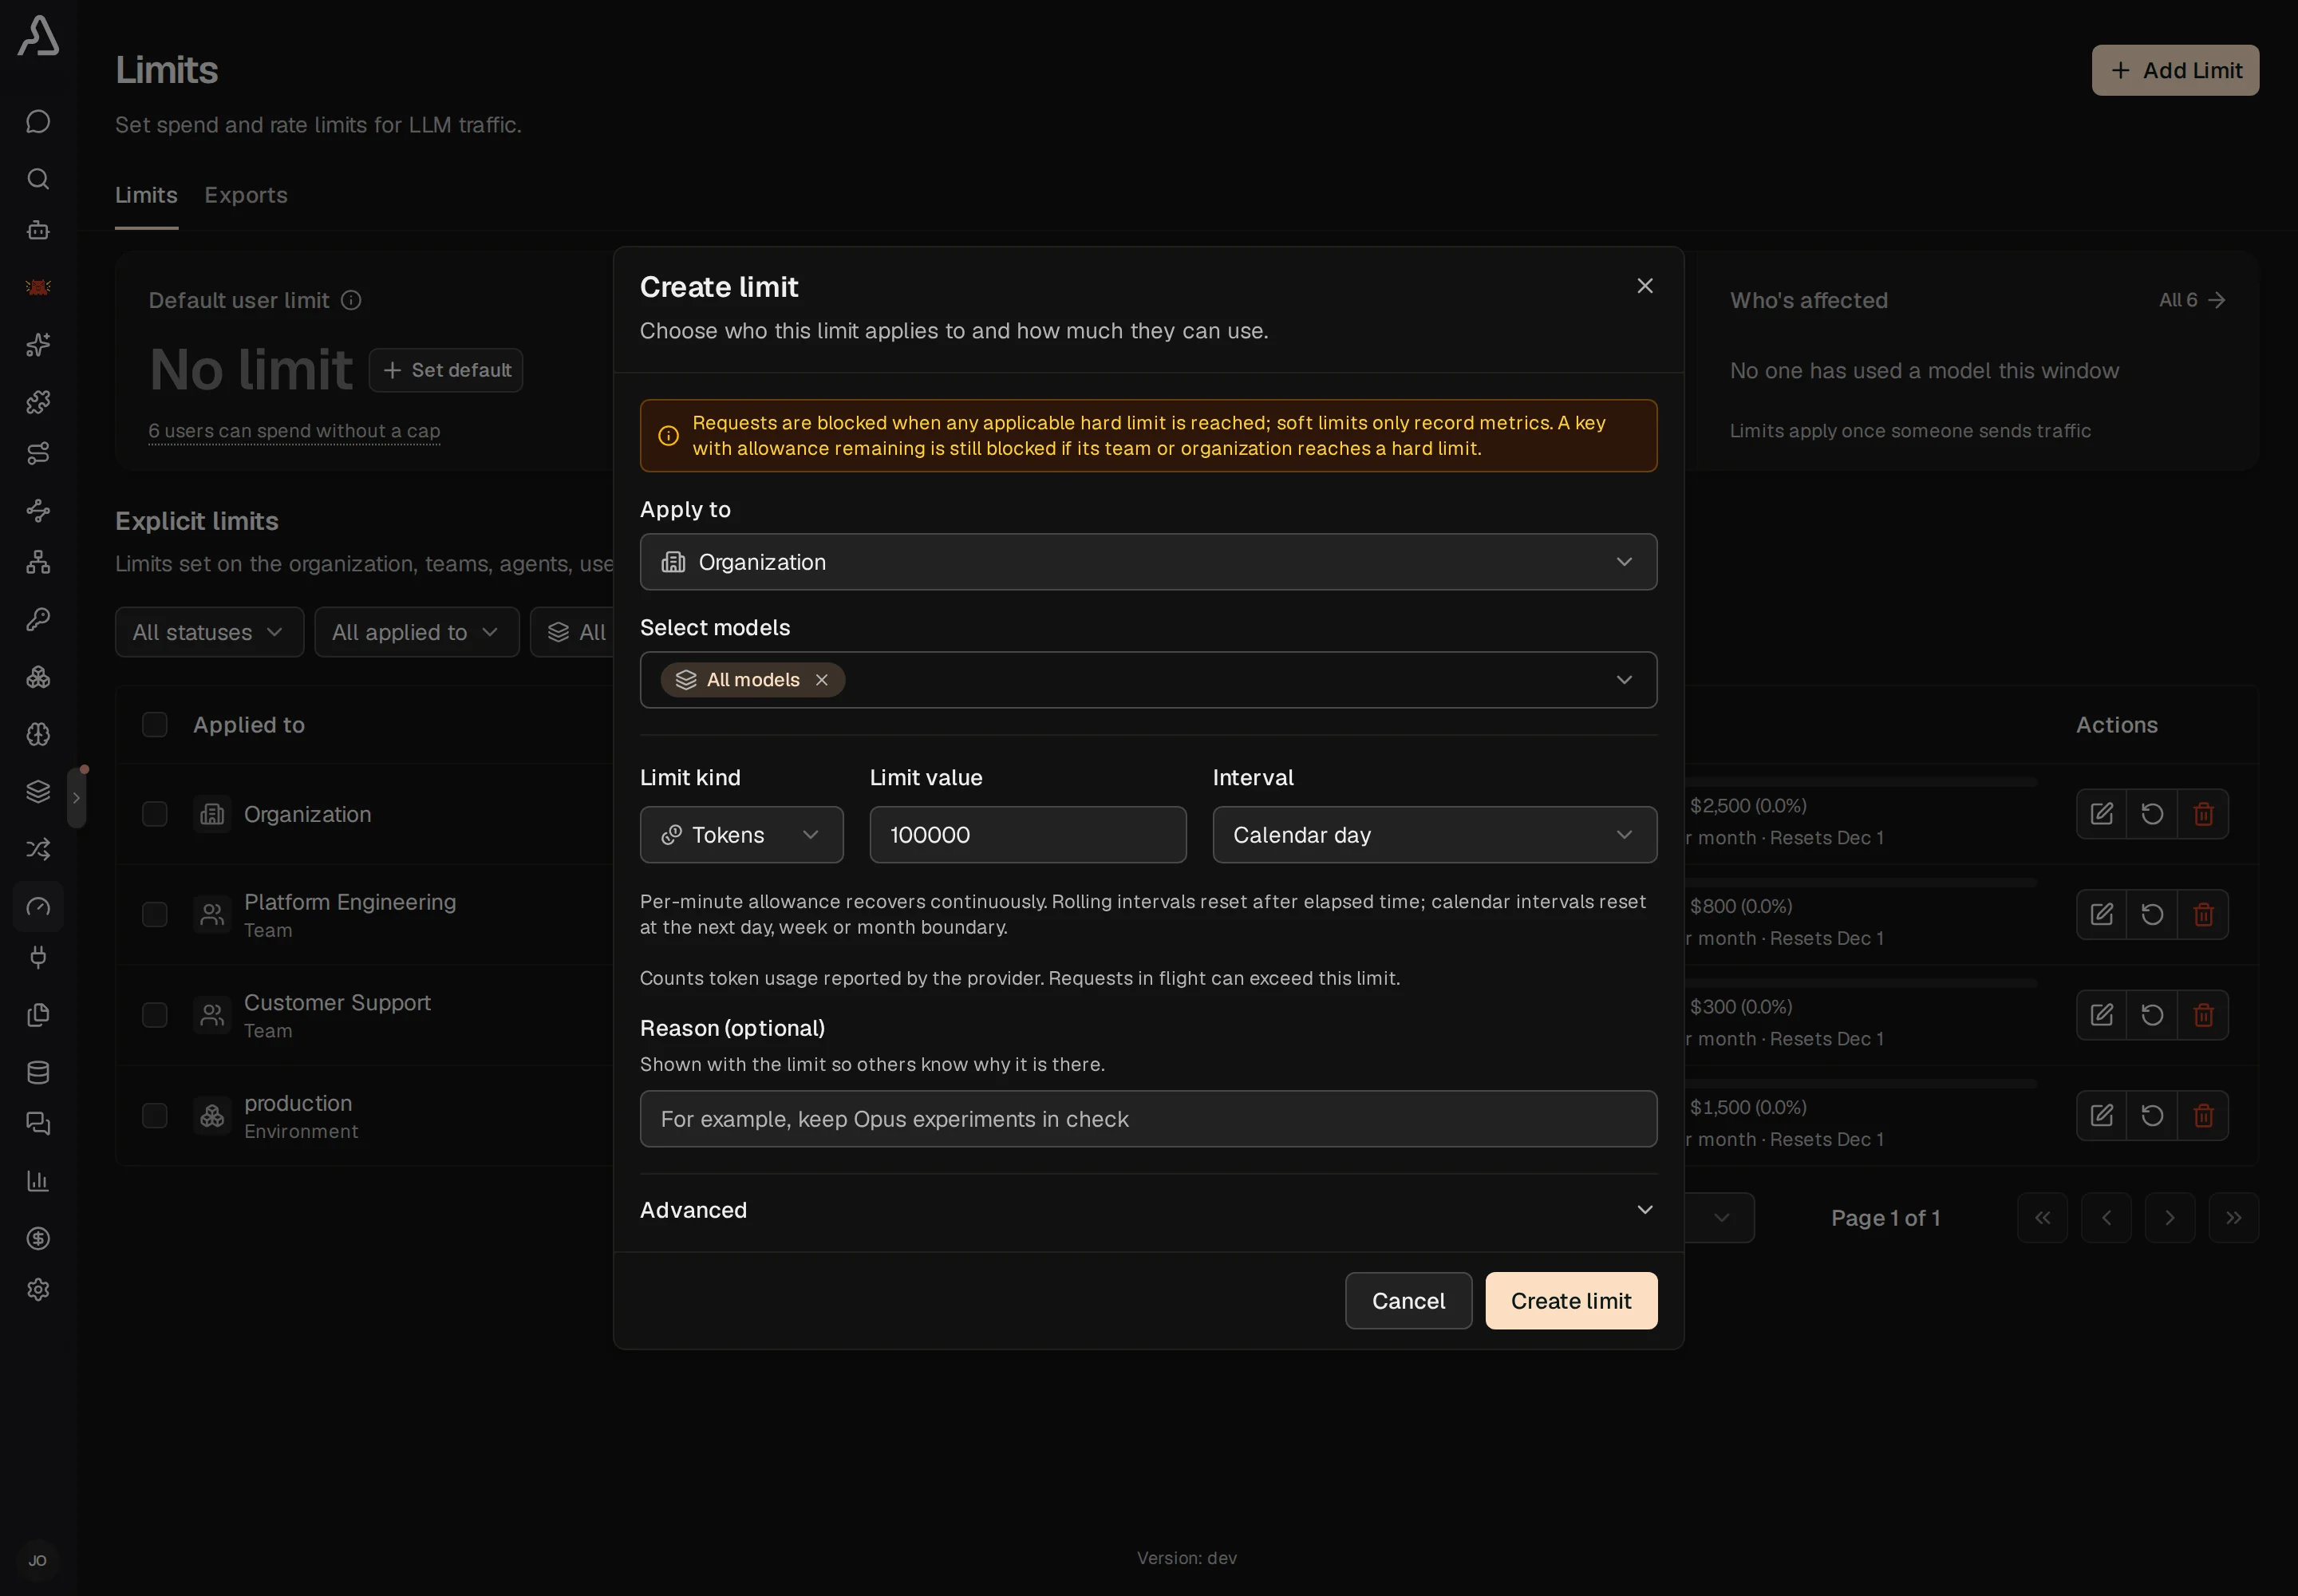 Limits
Set spend and rate limits for LLM traffic.
Add Limit
Limits
Exports
Default user limit
No limit
Set default
6 users can spend without a cap
Who's affected
All 6
No one has used a model this window
Limits apply once someone sends traffic
Explicit limits
Limits set on the organization, teams, agents, use
All statuses
All applied to
All
Applied to
Actions
Organization
$2,500 (0.0%)
r month · Resets Dec 1
Platform Engineering
Team
$800 (0.0%)
r month · Resets Dec 1
Customer Support
Team
$300 (0.0%)
r month · Resets Dec 1
production
Environment
$1,500 (0.0%)
r month · Resets Dec 1
Page 1 of 1
Create limit
Choose who this limit applies to and how much they can use.
Requests are blocked when any applicable hard limit is reached; soft limits only record metrics. A key
with allowance remaining is still blocked if its team or organization reaches a hard limit.
Apply to
Organization
Select models
All models
Limit kind
Limit value
Interval
Tokens
100000
Calendar day
Per-minute allowance recovers continuously. Rolling intervals reset after elapsed time; calendar intervals reset
at the next day, week or month boundary.
Counts token usage reported by the provider. Requests in flight can exceed this limit.
Reason (optional)
Shown with the limit so others know why it is there.
For example, keep Opus experiments in check
Advanced
Cancel
Create limit
JO
Version: dev